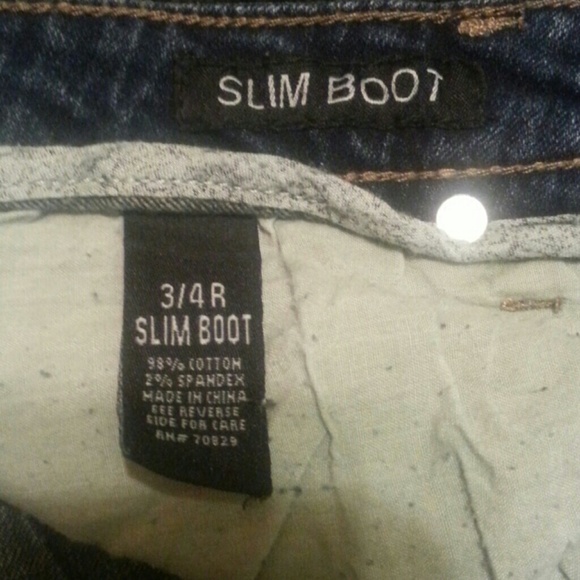 SLIM BOOT
3/4 R
SLIM BOOT
98% COTTON
2% SPANDEX
MADE IN CHINA
SEE REVERSE
SIDE FOR CARE
RN# 70829